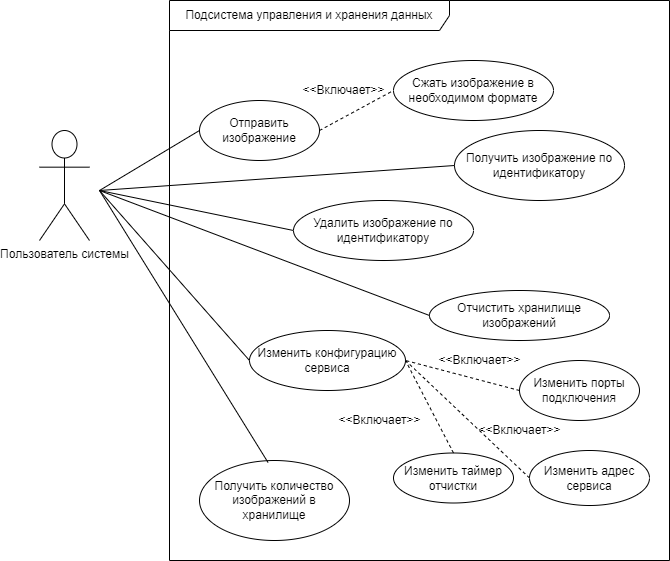 Подсистема управления и хранения данных
<<Включает>>
Сжать изображение в
необходимом формате
Отправить
изображение
Получить изображение по
идентификатору
Удалить изображение по
идентификатору
Пользователь системы
Отчистить хранилище
изображений
Изменить конфигурацию
сервиса
<<Включает>>
Изменить порты
подключения
<<Включает>>
<<Включает>>
Получить количество
изображений в
хранилище
Изменить таймер
отчистки
Изменить адрес
сервиса